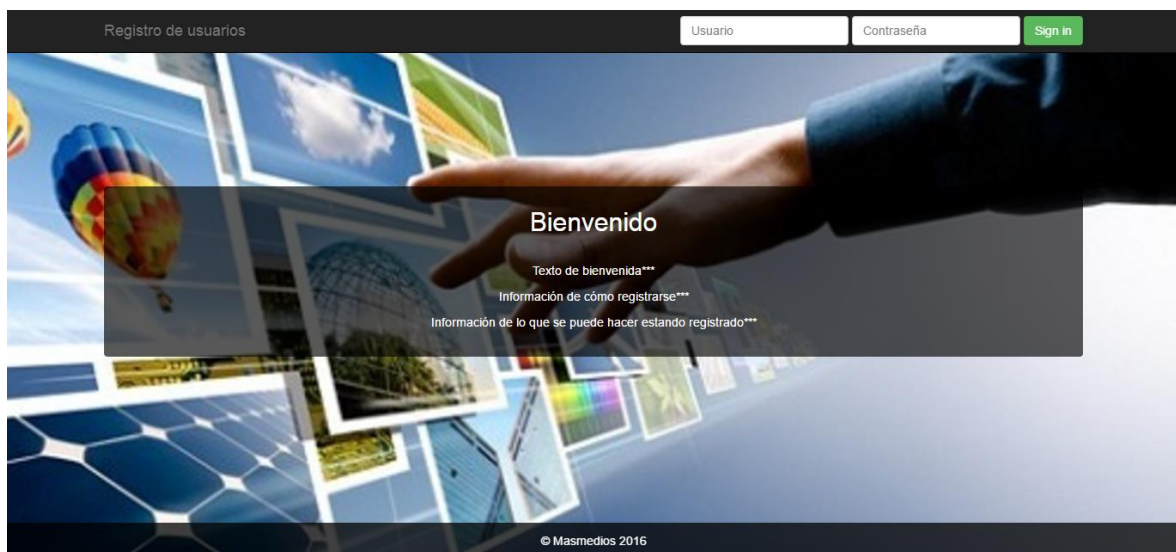 Registro de usuarios
Usuario
Contraseña
Sign in
Bienvenido
Texto de bienvenida***
Información de cómo registrarse***
Información de lo que se puede hacer estando registrado***
© Masmedios 2016